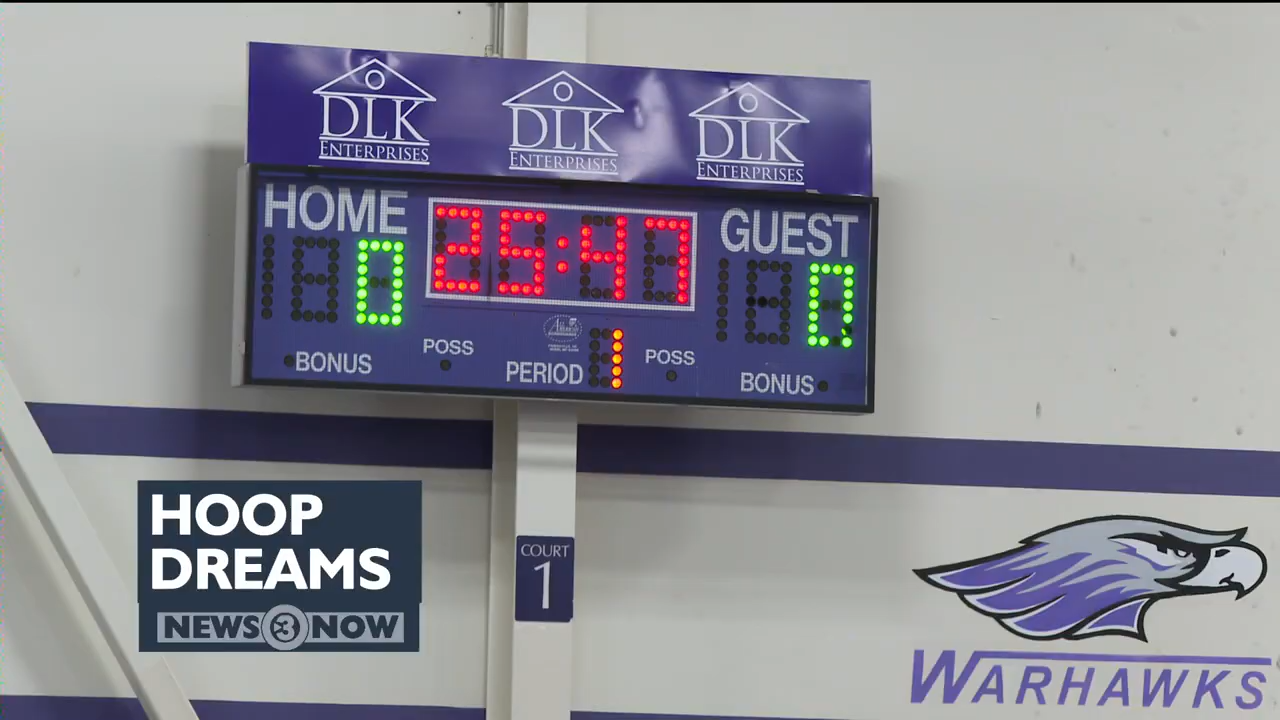 DLK
ENTERPRISES
DLK
ENTERPRISES
DLK
ENTERPRISES
HOME
25:47
GUEST
0
0
BONUS
POSS
PERIOD
1
POSS
BONUS
COURT
1
WARHAWKS
HOOP
DREAMS
NEWS 3 NOW